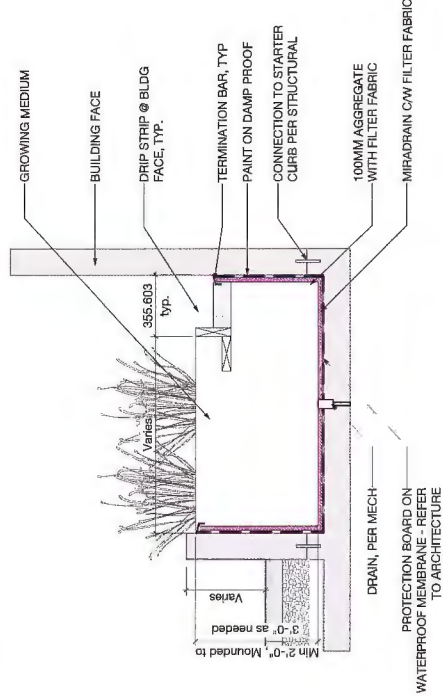 GROWING MEDIUM
BUILDING FACE
DRIP STRIP @ BLDG
FACE, TYP.
TERMINATION BAR, TYP
PAINT ON DAMP PROOF
CONNECTION TO STARTER
CURB PER STRUCTURAL
100MM AGGREGATE
WITH FILTER FABRIC
MIRADRAIN C/W FILTER FABRIC
355.603
typ.
Varies
Varies
Min 2'-0", Mounded to
3'-0" as needed
DRAIN, PER MECH
PROTECTION BOARD ON
WATERPROOF MEMBRANE - REFER
TO ARCHITECTURE